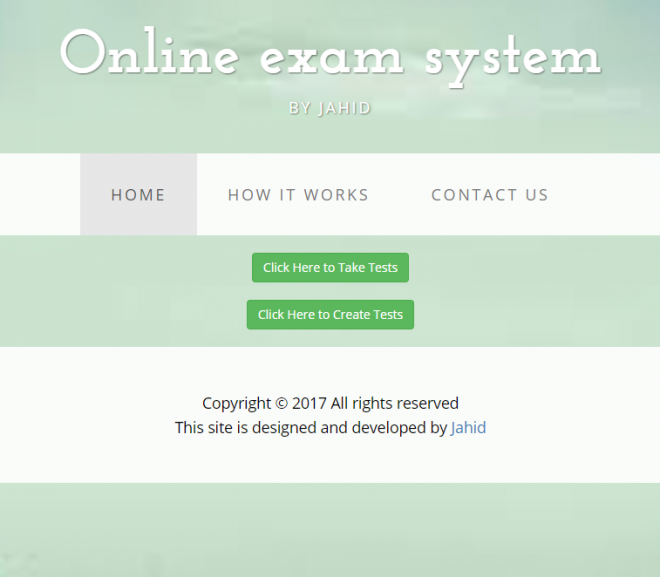 Online exam system
BY JAHID
HOME HOW IT WORKS CONTACT US
Click Here to Take Tests
Click Here to Create Tests
Copyright © 2017 All rights reserved
This site is designed and developed by Jahid